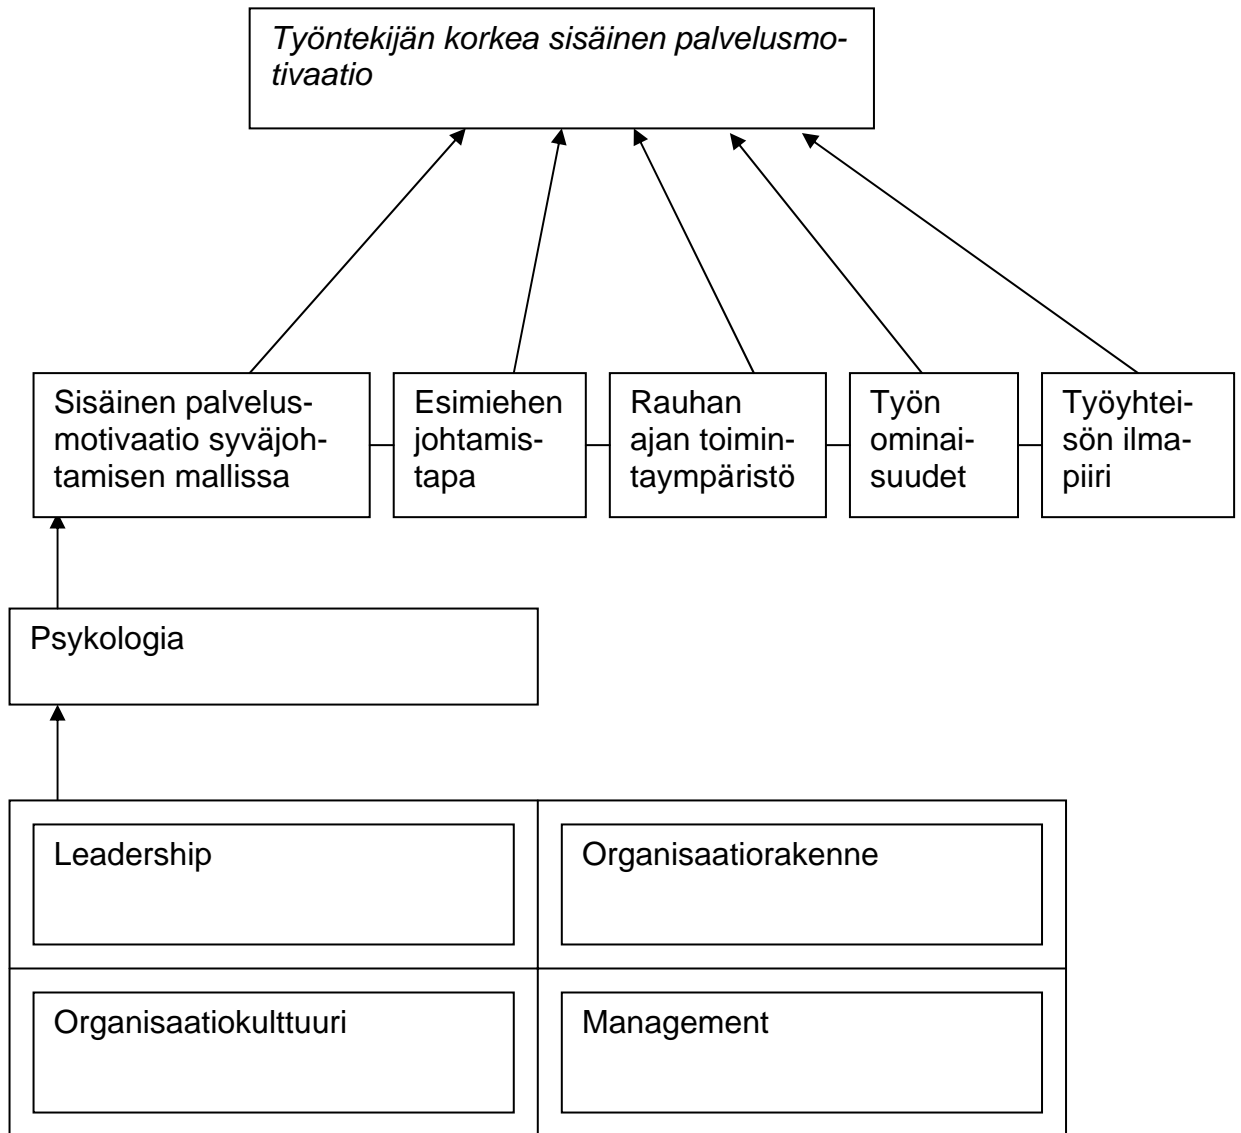 Työntekijän korkea sisäinen palvelusmo-
tivaatio
Sisäinen palvelus-
motivaatio syväjoh-
tamisen mallissa
Esimiehen
johtamis-
tapa
Rauhan
ajan toimin-
taympäristö
Työn
ominai-
suudet
Työyhtei-
sön ilma-
piiri
Psykologia
Leadership
Organisaatiorakenne
Organisaatiokulttuuri
Management